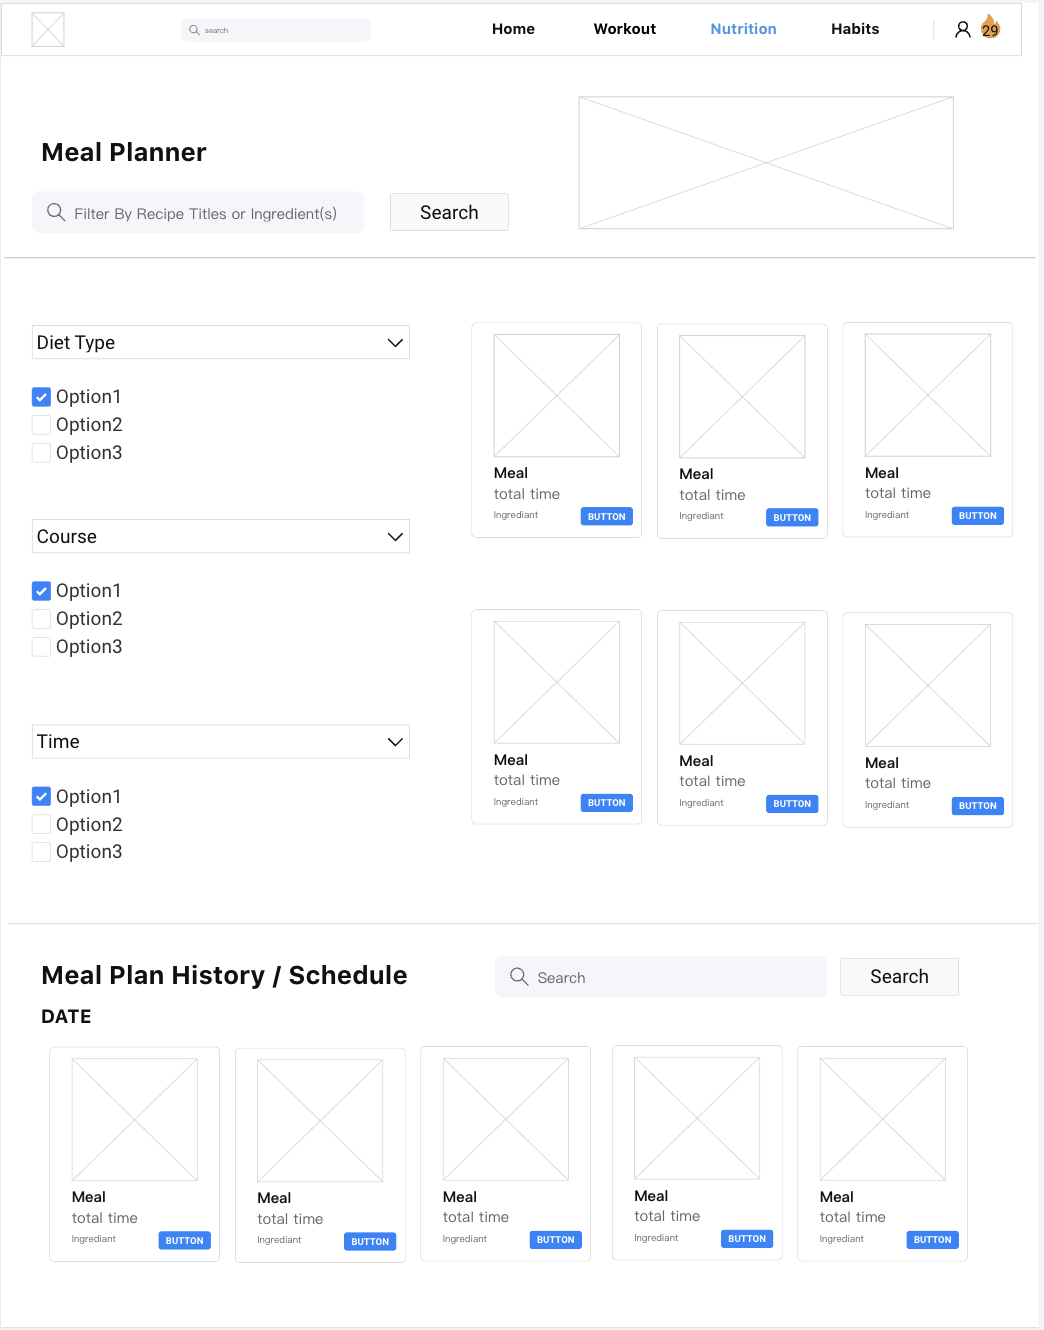 search Home Workout Nutrition Habits 29
Meal Planner
Filter By Recipe Titles or Ingredient(s) Search
Diet Type
Option1
Option2
Option3
Course
Option1
Option2
Option3
Time
Option1
Option2
Option3
Meal Meal Meal
total time total time total time
Ingrediant BUTTON Ingrediant BUTTON Ingrediant BUTTON
Meal Meal Meal
total time total time total time
Ingrediant BUTTON Ingrediant BUTTON Ingrediant BUTTON
Meal Plan History / Schedule Search Search
DATE
Meal Meal Meal Meal Meal
total time total time total time total time total time
Ingrediant BUTTON Ingrediant BUTTON Ingrediant BUTTON Ingrediant BUTTON Ingrediant BUTTON